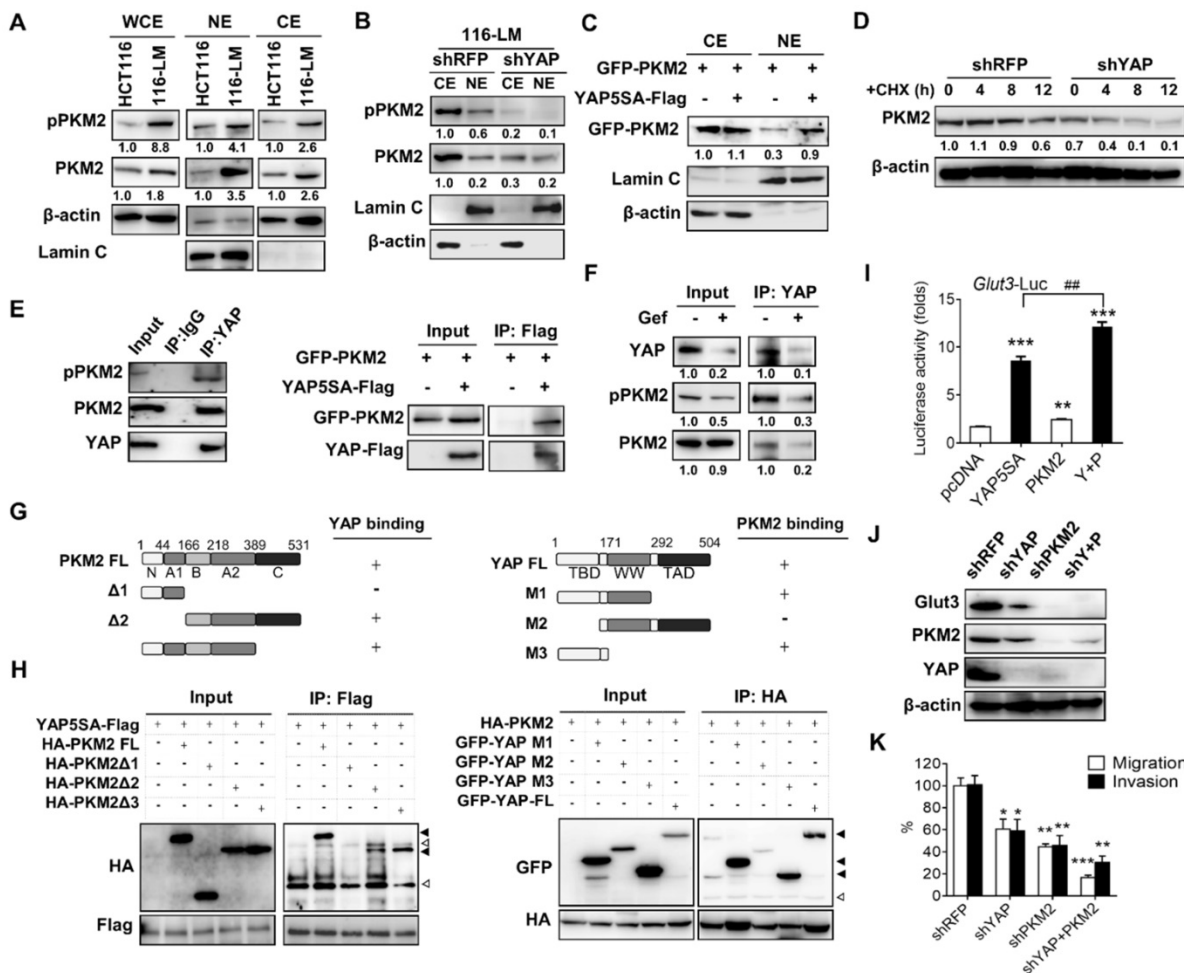 A
WCE NE CE
HCT116 116-LM HCT116 116-LM HCT116 116-LM
pPKM2
1.0 8.8 1.0 4.1 1.0 2.6
PKM2
1.0 1.8 1.0 3.5 1.0 2.6
β-actin
Lamin C
B
116-LM
shRFP shYAP
CE NE CE NE
pPKM2
1.0 0.6 0.2 0.1
PKM2
1.0 0.2 0.3 0.2
Lamin C
β-actin
C
CE NE
GFP-PKM2 + + + +
YAP5SA-Flag - + - +
GFP-PKM2
1.0 1.1 0.3 0.9
Lamin C
β-actin
D
shRFP shYAP
+CHX (h) 0 4 8 12 0 4 8 12
PKM2
1.0 1.1 0.9 0.6 0.7 0.4 0.1 0.1
β-actin
E
Input IP:IgG IP:YAP
pPKM2
PKM2
YAP
Input IP: Flag
GFP-PKM2 + + + +
YAP5SA-Flag - + - +
GFP-PKM2
YAP-Flag
F
Input IP: YAP
Gef - + - +
YAP
1.0 0.2 1.0 0.1
pPKM2
1.0 0.5 1.0 0.3
PKM2
1.0 0.9 1.0 0.2
I
Glut3-Luc ##
Luciferase activity (folds)
15
10
5
0
*** ** ***
pcDNA YAP5SA PKM2 Y+P
G
YAP binding
1 44 166 218 389 531
PKM2 FL +
N A1 B A2 C
Δ1 -
Δ2 +
+
PKM2 binding
1 171 292 504
YAP FL +
TBD WW TAD
M1 +
M2 -
M3 +
J
shRFP shYAP shPKM2 shY+P
Glut3
PKM2
YAP
β-actin
H
Input IP: Flag
YAP5SA-Flag + + + + + + + + + +
HA-PKM2 FL - + - - - - + - - -
HA-PKM2Δ1 - - + - - - - + - -
HA-PKM2Δ2 - - - + - - - - + -
HA-PKM2Δ3 - - - - + - - - - +
HA
Flag
Input IP: HA
HA-PKM2 + + + + + + + + + +
GFP-YAP M1 - + - - - - + - - -
GFP-YAP M2 - - + - - - - + - -
GFP-YAP M3 - - - + - - - - + -
GFP-YAP-FL - - - - + - - - - +
GFP
HA
K
Migration
Invasion
%
120
100
80
60
40
20
0
* * ** ** *** **
shRFP shYAP shPKM2 shYAP+PKM2